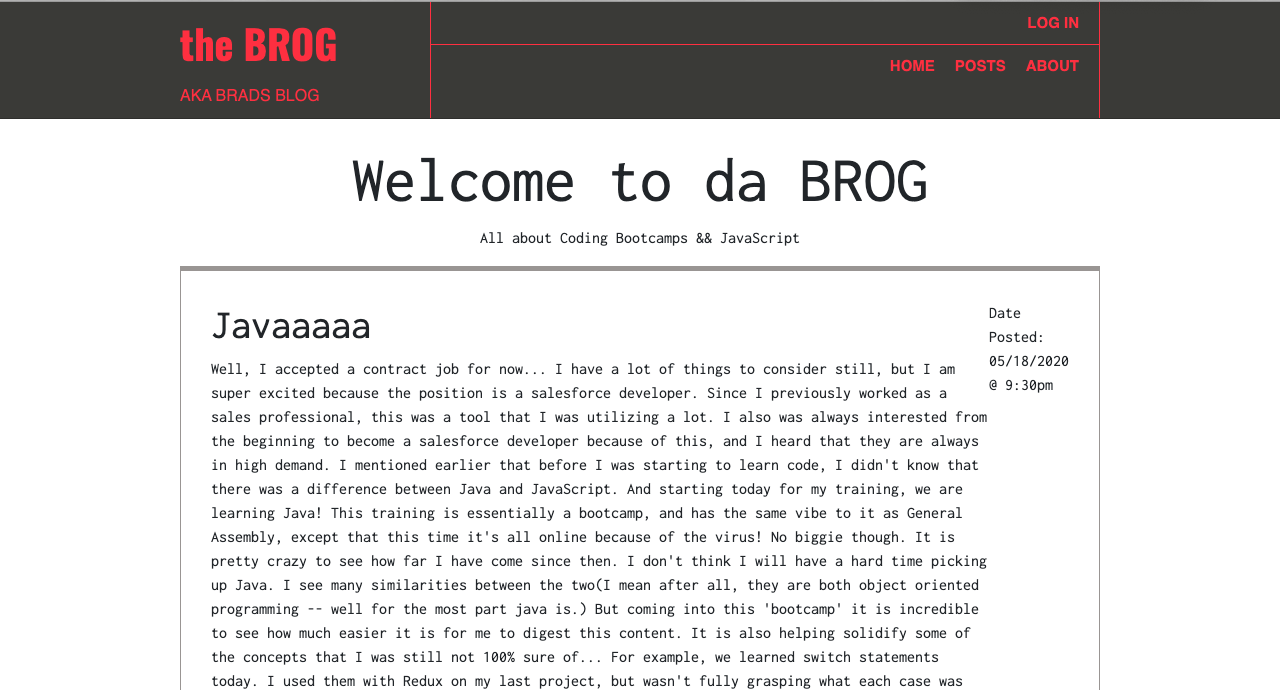 the BROG
AKA BRADS BLOG
LOG IN
HOME POSTS ABOUT
Welcome to da BROG
All about Coding Bootcamps && JavaScript
Javaaaaa
Well, I accepted a contract job for now... I have a lot of things to consider still, but I am
super excited because the position is a salesforce developer. Since I previously worked as a
sales professional, this was a tool that I was utilizing a lot. I also was always interested from
the beginning to become a salesforce developer because of this, and I heard that they are always
in high demand. I mentioned earlier that before I was starting to learn code, I didn't know that
there was a difference between Java and JavaScript. And starting today for my training, we are
learning Java! This training is essentially a bootcamp, and has the same vibe to it as General
Assembly, except that this time it's all online because of the virus! No biggie though. It is
pretty crazy to see how far I have come since then. I don't think I will have a hard time picking
up Java. I see many similarities between the two(I mean after all, they are both object oriented
programming -- well for the most part java is.) But coming into this 'bootcamp' it is incredible
to see how much easier it is for me to digest this content. It is also helping solidify some of
the concepts that I was still not 100% sure of... For example, we learned switch statements
today. I used them with Redux on my last project, but wasn't fully grasping what each case was
Date
Posted:
05/18/2020
@ 9:30pm